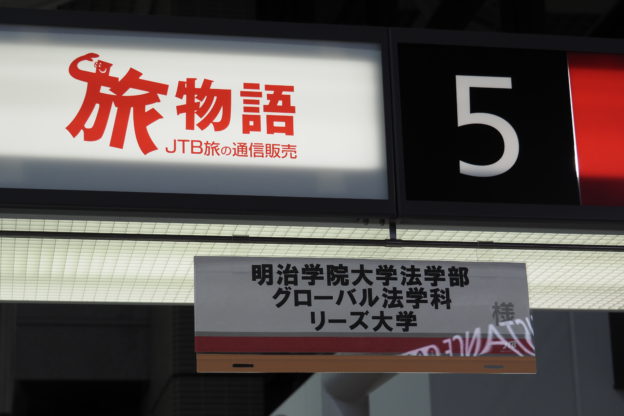 旅物語
JTB旅の通信販売
5
明治学院大学法学部
グローバル法学科
リーズ大学
様